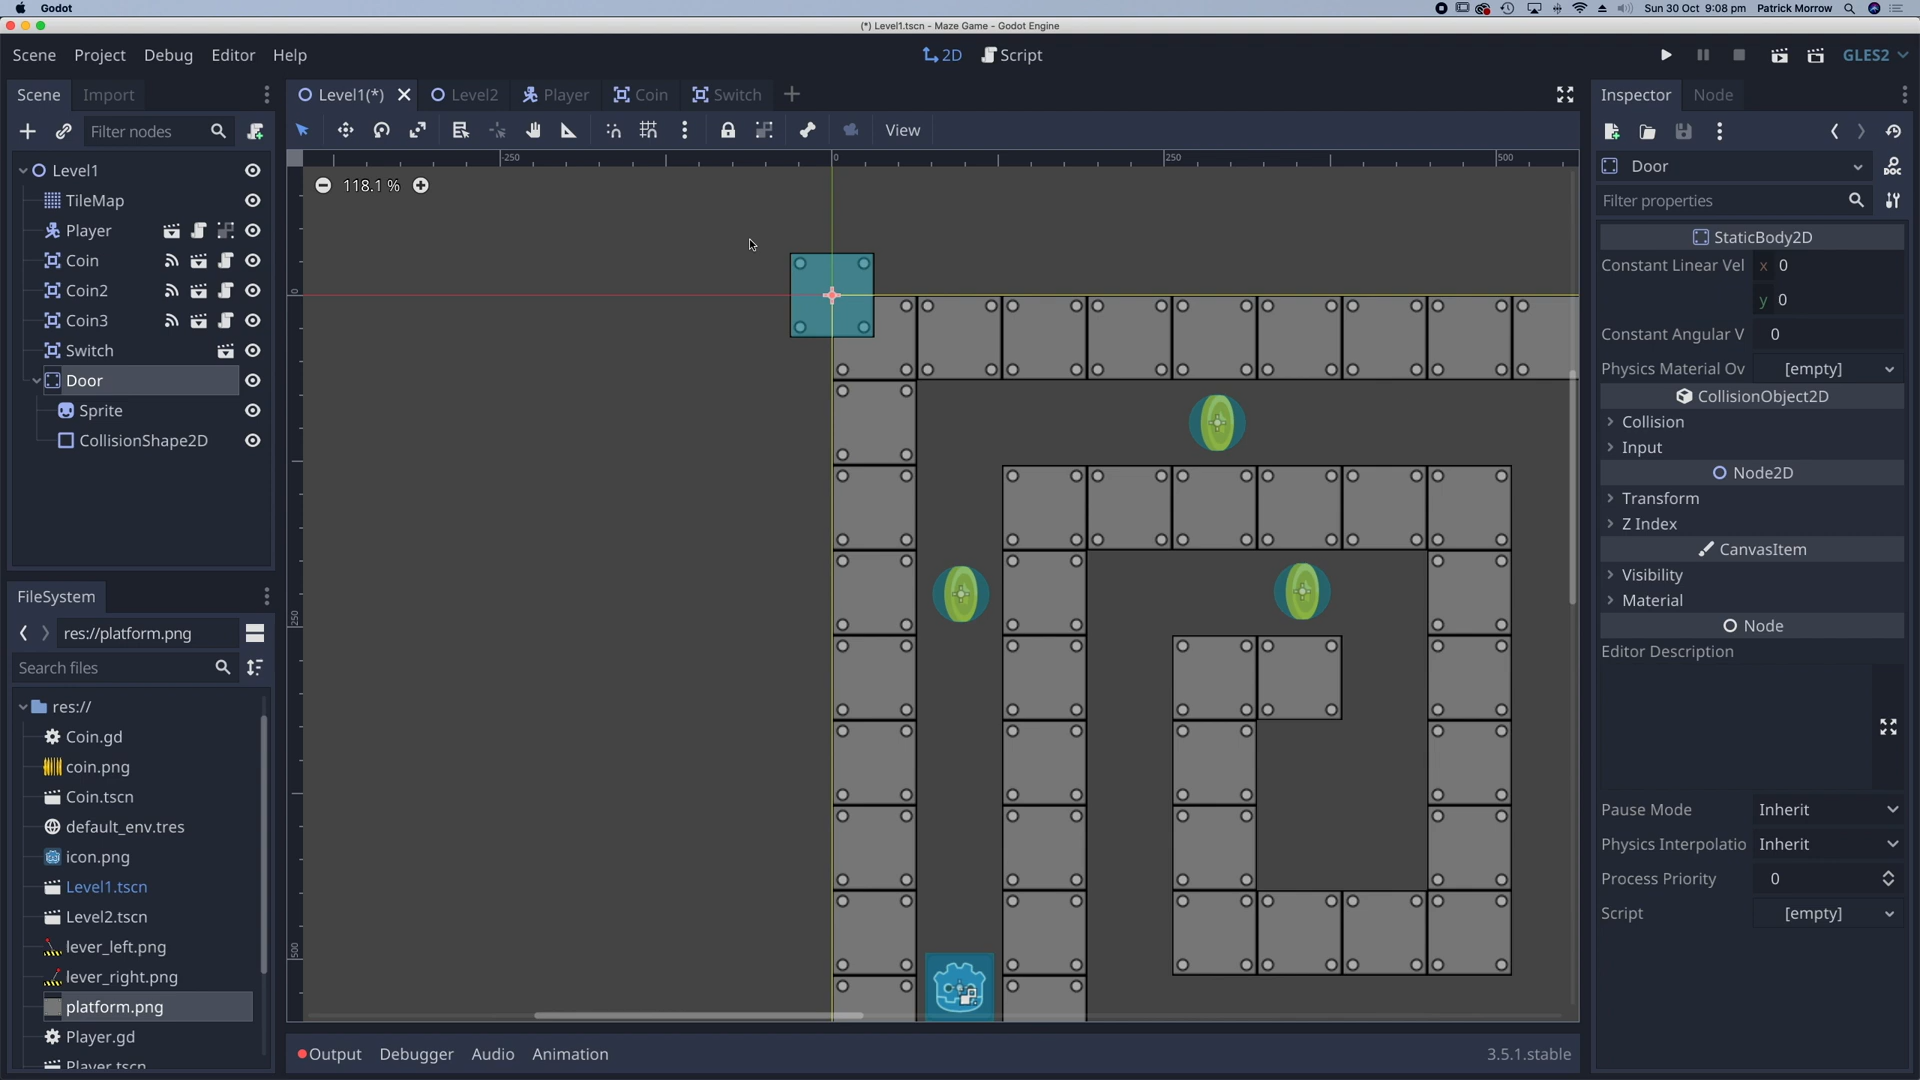 Godot
Sun 30 Oct 9:08 pm Patrick Morrow
(*) Level1.tscn - Maze Game - Godot Engine
Scene Project Debug Editor Help
2D Script
GLES2
Scene Import
Level1(*) Level2 Player Coin Switch
Inspector Node
Filter nodes
View
Door
Filter properties
-250 0 250 500
118.1 %
0
250
500
Level1
TileMap
Player
Coin
Coin2
Coin3
Switch
Door
Sprite
CollisionShape2D
StaticBody2D
Constant Linear Vel x 0
y 0
Constant Angular V 0
Physics Material Ov [empty]
CollisionObject2D
Collision
Input
Node2D
Transform
Z Index
CanvasItem
Visibility
Material
Node
Editor Description
Pause Mode Inherit
Physics Interpolatio Inherit
Process Priority 0
Script [empty]
FileSystem
res://platform.png
Search files
res://
Coin.gd
coin.png
Coin.tscn
default_env.tres
icon.png
Level1.tscn
Level2.tscn
lever_left.png
lever_right.png
platform.png
Player.gd
Player.tscn
Output Debugger Audio Animation
3.5.1.stable